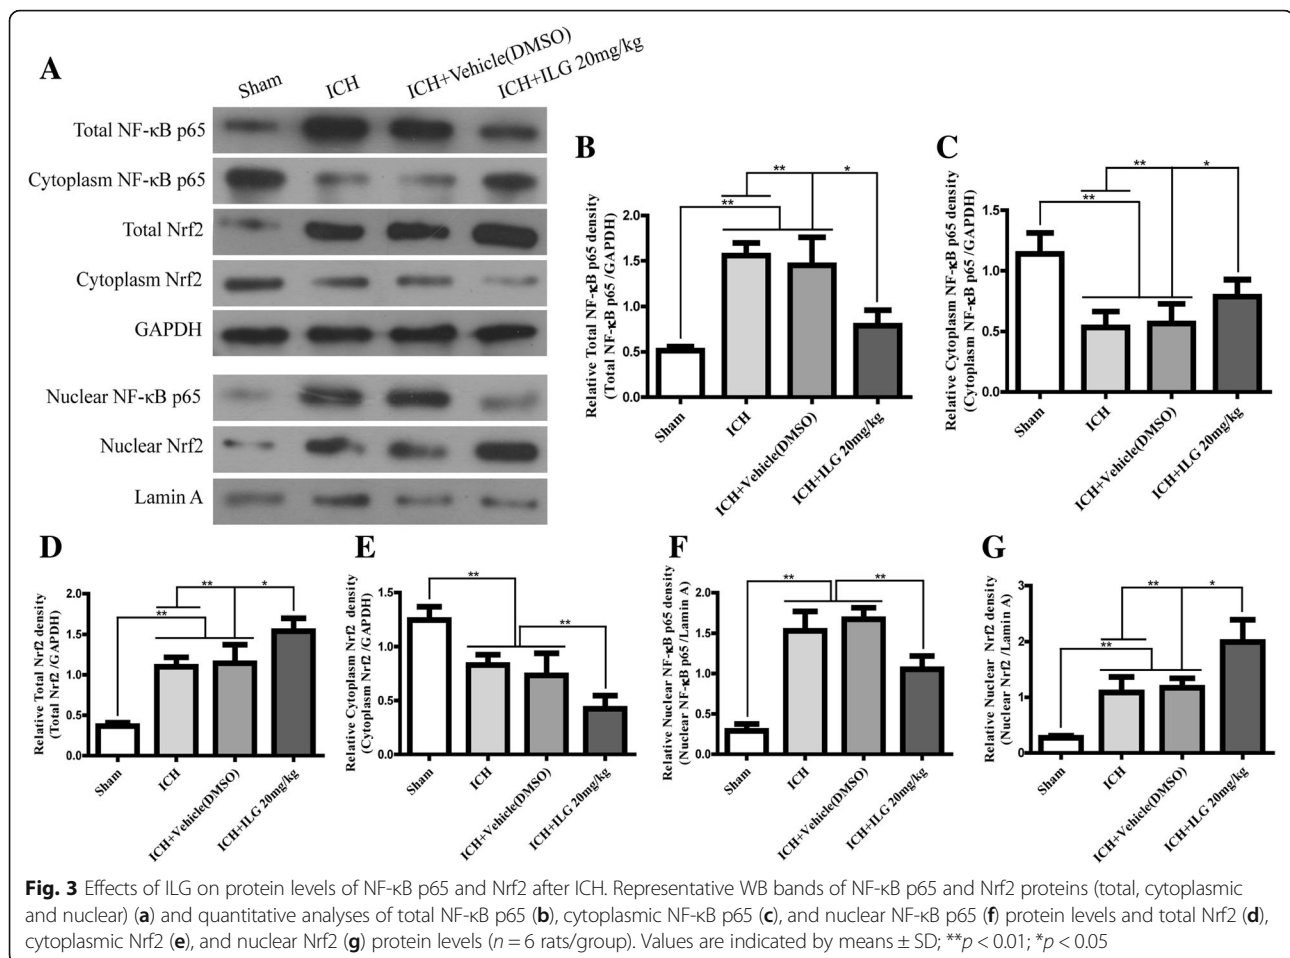 A
Sham
ICH
ICH+Vehicle(DMSO)
ICH+ILG 20mg/kg
Total NF-κB p65
Cytoplasm NF-κB p65
Total Nrf2
Cytoplasm Nrf2
GAPDH
Nuclear NF-κB p65
Nuclear Nrf2
Lamin A
B
Relative Total NF-κB p65 density
(Total NF-κB p65 /GAPDH)
2.0
1.5
1.0
0.5
0.0
**
**
*
Sham
ICH
ICH+Vehicle(DMSO)
ICH+ILG 20mg/kg
C
Relative Cytoplasm NF-κB p65 density
(Cytoplasm NF-κB p65 /GAPDH)
1.5
1.0
0.5
0.0
**
**
*
Sham
ICH
ICH+Vehicle(DMSO)
ICH+ILG 20mg/kg
D
Relative Total Nrf2 density
(Total Nrf2 /GAPDH)
2.0
1.5
1.0
0.5
0.0
**
**
*
Sham
ICH
ICH+Vehicle(DMSO)
ICH+ILG 20mg/kg
E
Relative Cytoplasm Nrf2 density
(Cytoplasm Nrf2 /GAPDH)
1.5
1.0
0.5
0.0
**
**
Sham
ICH
ICH+Vehicle(DMSO)
ICH+ILG 20mg/kg
F
Relative Nuclear NF-κB p65 density
(Nuclear NF-κB p65/Lamin A)
2.0
1.5
1.0
0.5
0.0
**
**
Sham
ICH
ICH+Vehicle(DMSO)
ICH+ILG 20mg/kg
G
Relative Nuclear Nrf2 density
(Nuclear Nrf2 /Lamin A)
3
2
1
0
**
**
*
Sham
ICH
ICH+Vehicle(DMSO)
ICH+ILG 20mg/kg
Fig. 3 Effects of ILG on protein levels of NF-κB p65 and Nrf2 after ICH. Representative WB bands of NF-κB p65 and Nrf2 proteins (total, cytoplasmic
and nuclear) (a) and quantitative analyses of total NF-κB p65 (b), cytoplasmic NF-κB p65 (c), and nuclear NF-κB p65 (f) protein levels and total Nrf2 (d),
cytoplasmic Nrf2 (e), and nuclear Nrf2 (g) protein levels (n = 6 rats/group). Values are indicated by means ± SD; **p < 0.01; *p < 0.05